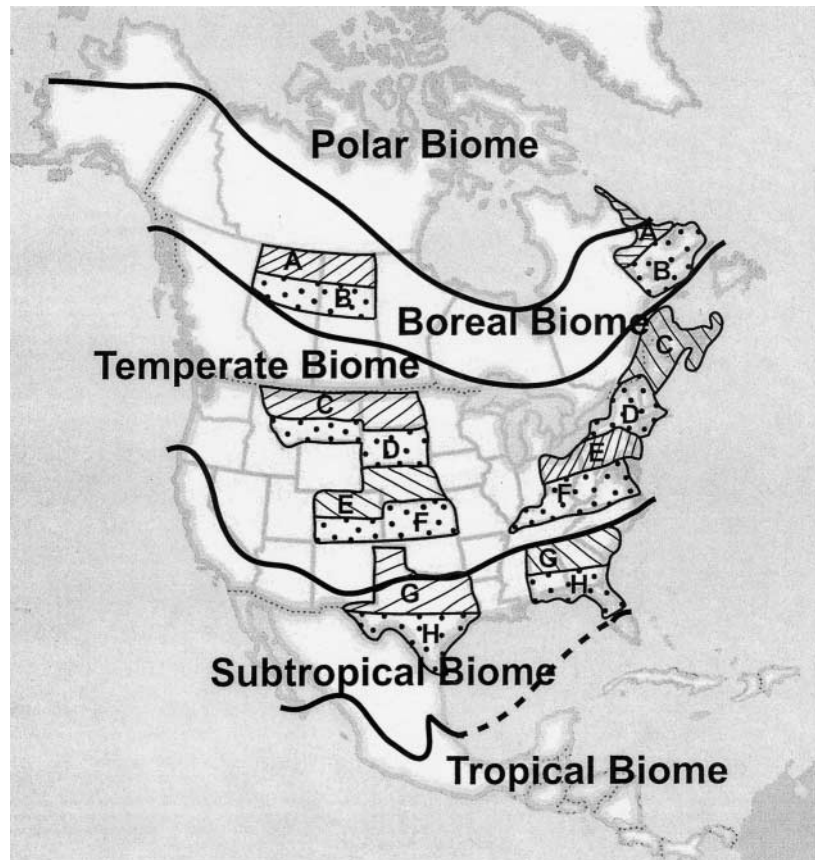 Polar Biome
A
A
B
B
Boreal Biome
C
Temperate Biome
C
D
D
E
E
F
F
G
G
H
H
Subtropical Biome
Tropical Biome